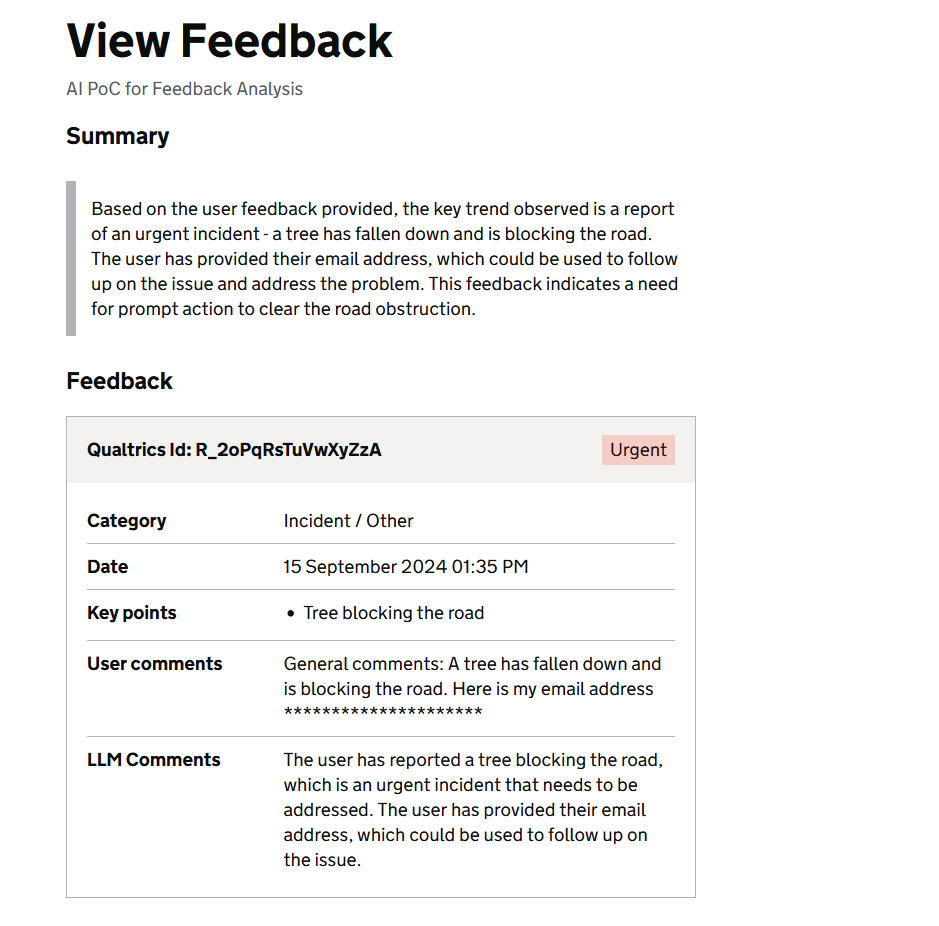 View Feedback
AI PoC for Feedback Analysis
Summary
Based on the user feedback provided, the key trend observed is a report
of an urgent incident - a tree has fallen down and is blocking the road.
The user has provided their email address, which could be used to follow
up on the issue and address the problem. This feedback indicates a need
for prompt action to clear the road obstruction.
Feedback
Qualtrics Id: R_2oPqRsTuVwXyZzA Urgent
Category Incident / Other
Date 15 September 2024 01:35 PM
Key points • Tree blocking the road
User comments General comments: A tree has fallen down and
is blocking the road. Here is my email address
*********************
LLM Comments The user has reported a tree blocking the road,
which is an urgent incident that needs to be
addressed. The user has provided their email
address, which could be used to follow up on
the issue.